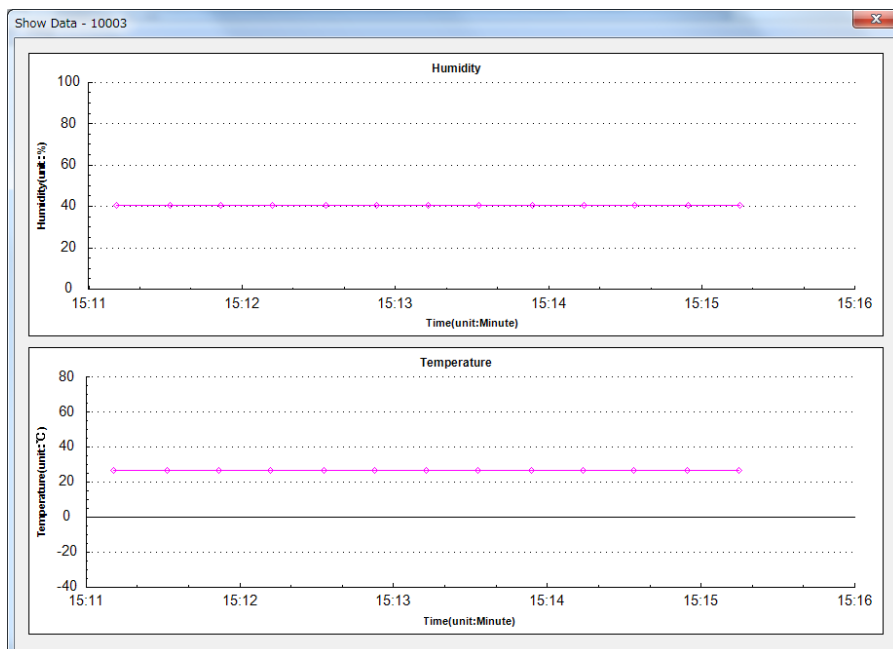 Show Data - 10003
Humidity
100
80
60
40
20
0
Humidity(unit:%)
15:11 15:12 15:13 15:14 15:15 15:16
Time(unit:Minute)
Temperature
80
60
40
20
0
-20
-40
Temperature(unit:℃)
15:11 15:12 15:13 15:14 15:15 15:16
Time(unit:Minute)